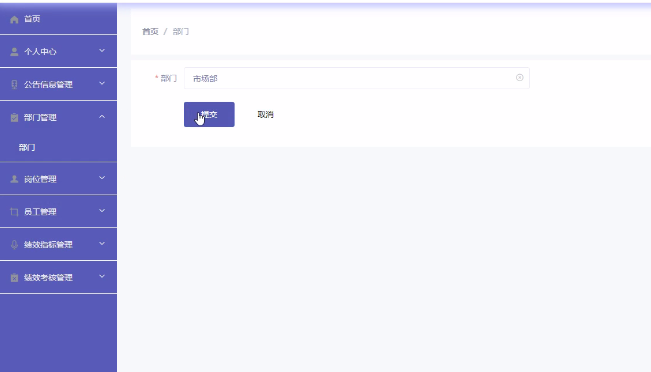 首页
个人中心
公告信息管理
部门管理
部门
岗位管理
员工管理
绩效指标管理
绩效考核管理
首页 / 部门
* 部门 市场部
提交 取消